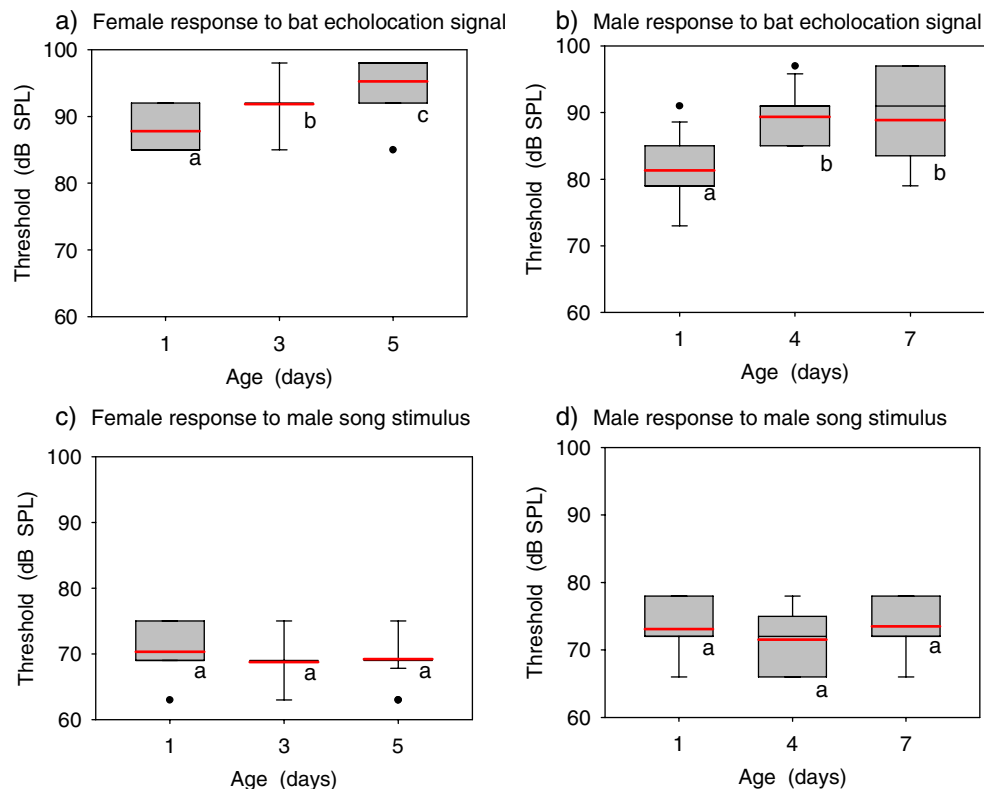 a) Female response to bat echolocation signal
100
90
80
70
60
Threshold (dB SPL)
a
b
c
1 3 5
Age (days)
b) Male response to bat echolocation signal
100
90
80
70
60
Threshold (dB SPL)
a
b
b
1 4 7
Age (days)
c) Female response to male song stimulus
100
90
80
70
60
Threshold (dB SPL)
a
a
a
1 3 5
Age (days)
d) Male response to male song stimulus
100
90
80
70
60
Threshold (dB SPL)
a
a
a
1 4 7
Age (days)